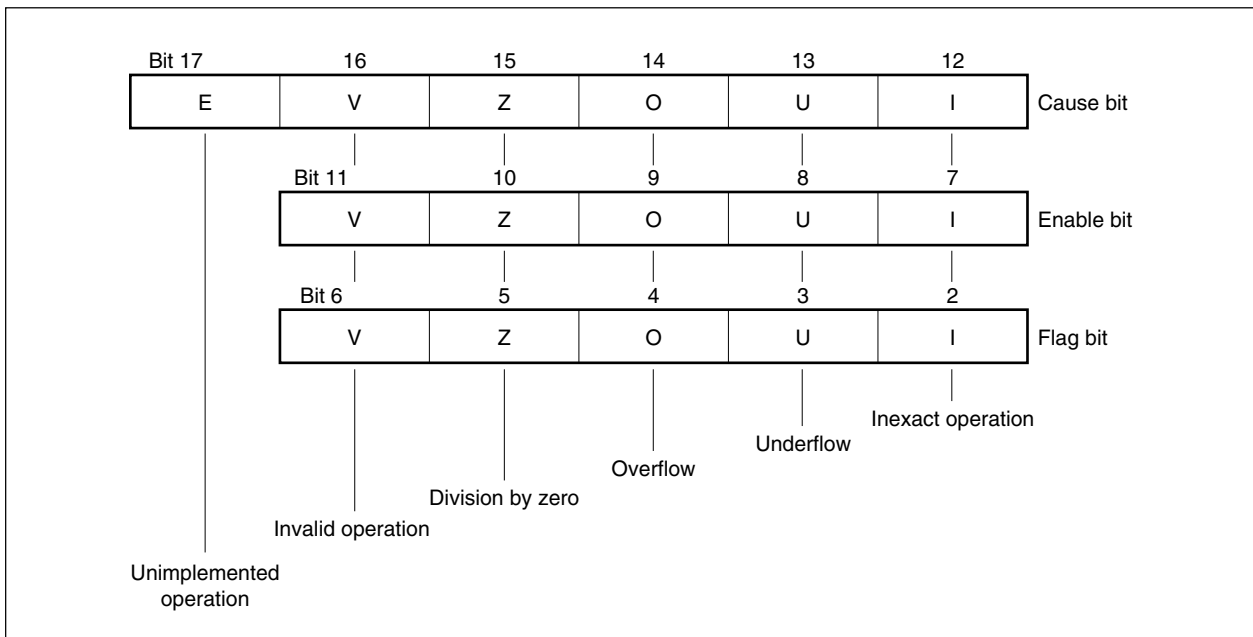 Bit 17 16 15 14 13 12
E V Z O U I Cause bit
Bit 11 10 9 8 7
V Z O U I Enable bit
Bit 6 5 4 3 2
V Z O U I Flag bit
Inexact operation
Underflow
Overflow
Division by zero
Invalid operation
Unimplemented
operation